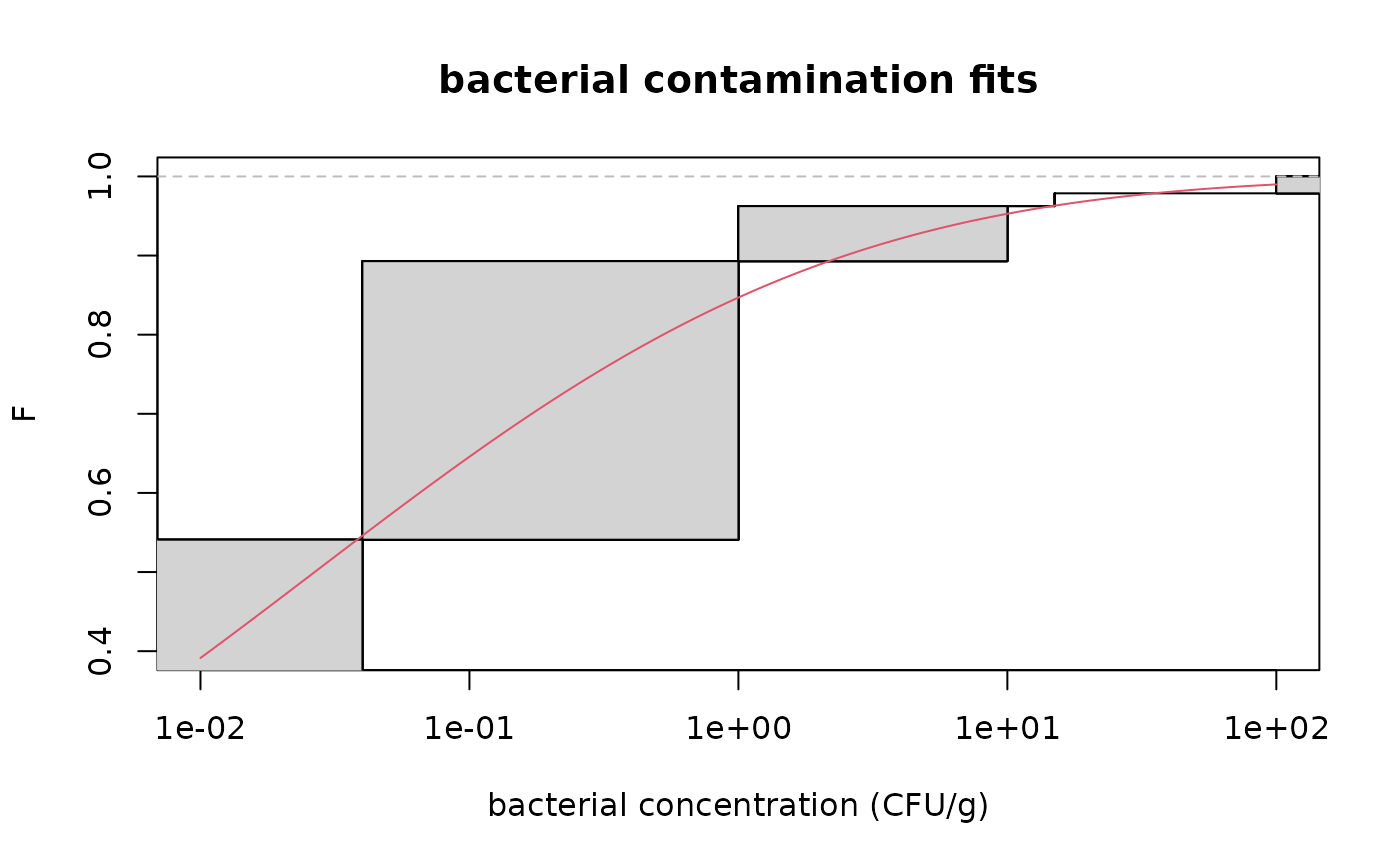 bacterial contamination fits
1.0
0.8
0.6
0.4
F
1e-02 1e-01 1e+00 1e+01 1e+02
bacterial concentration (CFU/g)